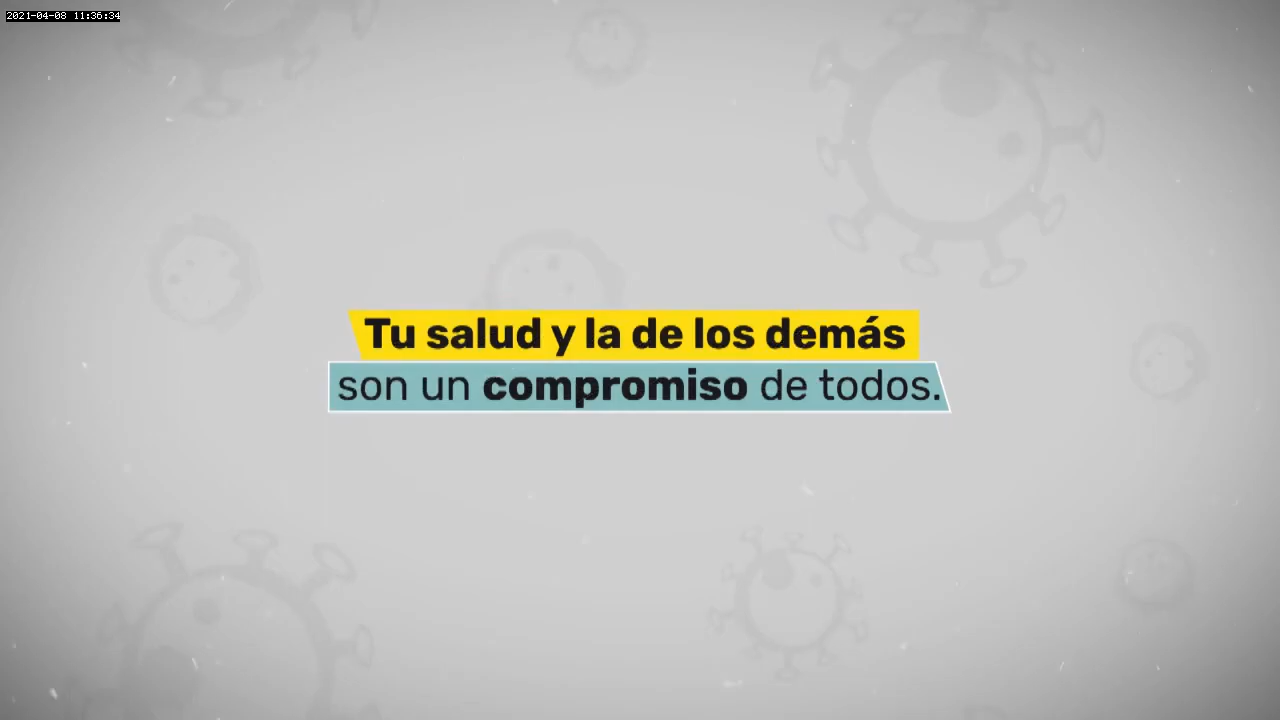 2021-04-08 11:36:34
Tu salud y la de los demás
son un compromiso de todos.